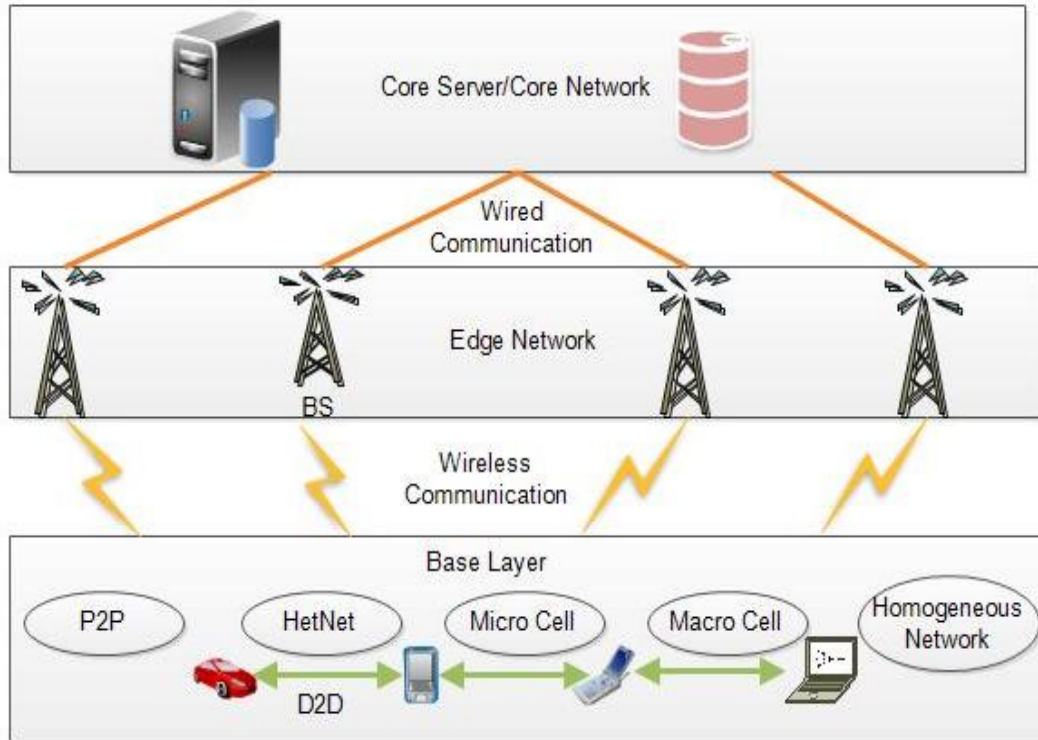 Core Server/Core Network
Wired
Communication
Edge Network
BS
Wireless
Communication
Base Layer
P2P
HetNet
Micro Cell
Macro Cell
Homogeneous
Network
D2D